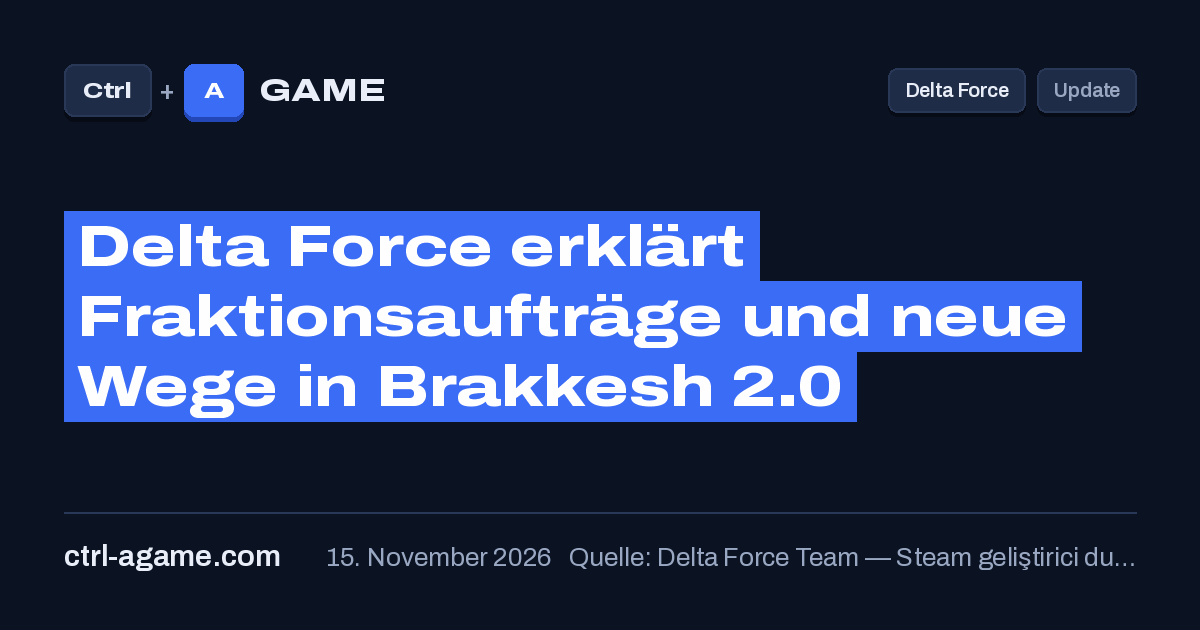 Ctrl + A GAME
Delta Force Update
Delta Force erklärt
Fraktionsaufträge und neue
Wege in Brakkesh 2.0
ctrl-agame.com 15. November 2026 Quelle: Delta Force Team — Steam geliştirici du…